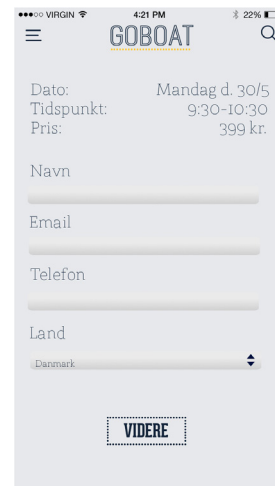 VIRGIN 4:21 PM 22%
GOBOAT
Dato: Mandag d. 30/5
Tidspunkt: 9:30-10:30
Pris: 399 kr.
Navn
Email
Telefon
Land
Danmark
VIDERE